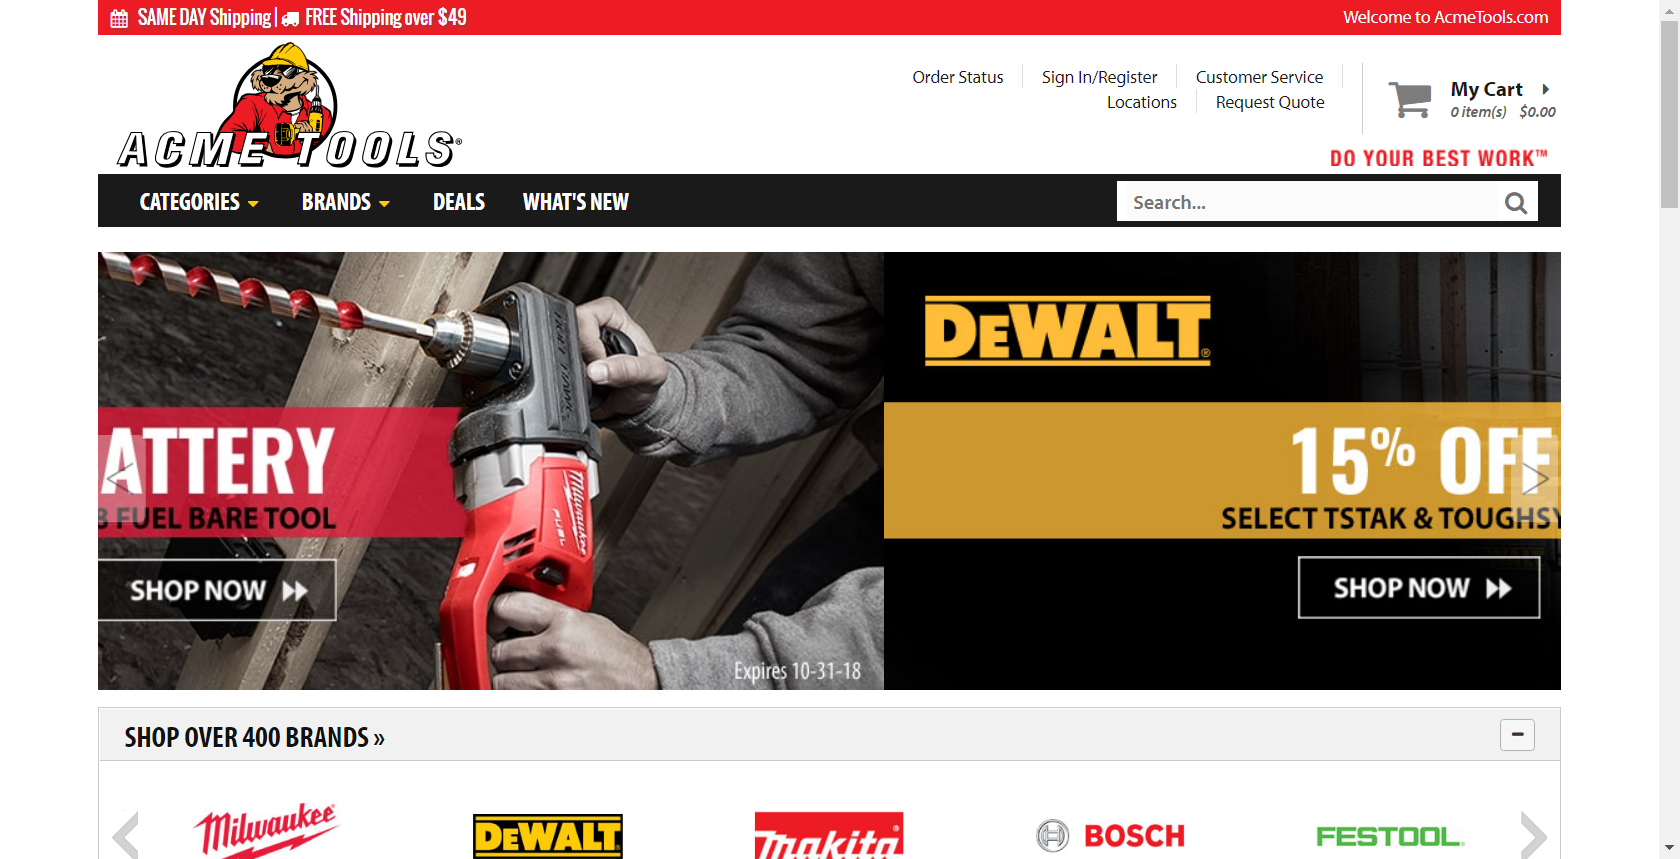 SAME DAY Shipping | FREE Shipping over $49
Welcome to AcmeTools.com
ACME TOOLS®
Order Status
Sign In/Register
Customer Service
Locations
Request Quote
My Cart
0 item(s) $0.00
DO YOUR BEST WORK™
CATEGORIES
BRANDS
DEALS
WHAT'S NEW
Search...
ATTERY
FUEL BARE TOOL
SHOP NOW
Milwaukee
FUEL
Expires 10-31-18
DEWALT®
15% OFF
SELECT TSTAK & TOUGHSY
SHOP NOW
SHOP OVER 400 BRANDS »
Milwaukee®
DEWALT
makita®
BOSCH
FESTOOL